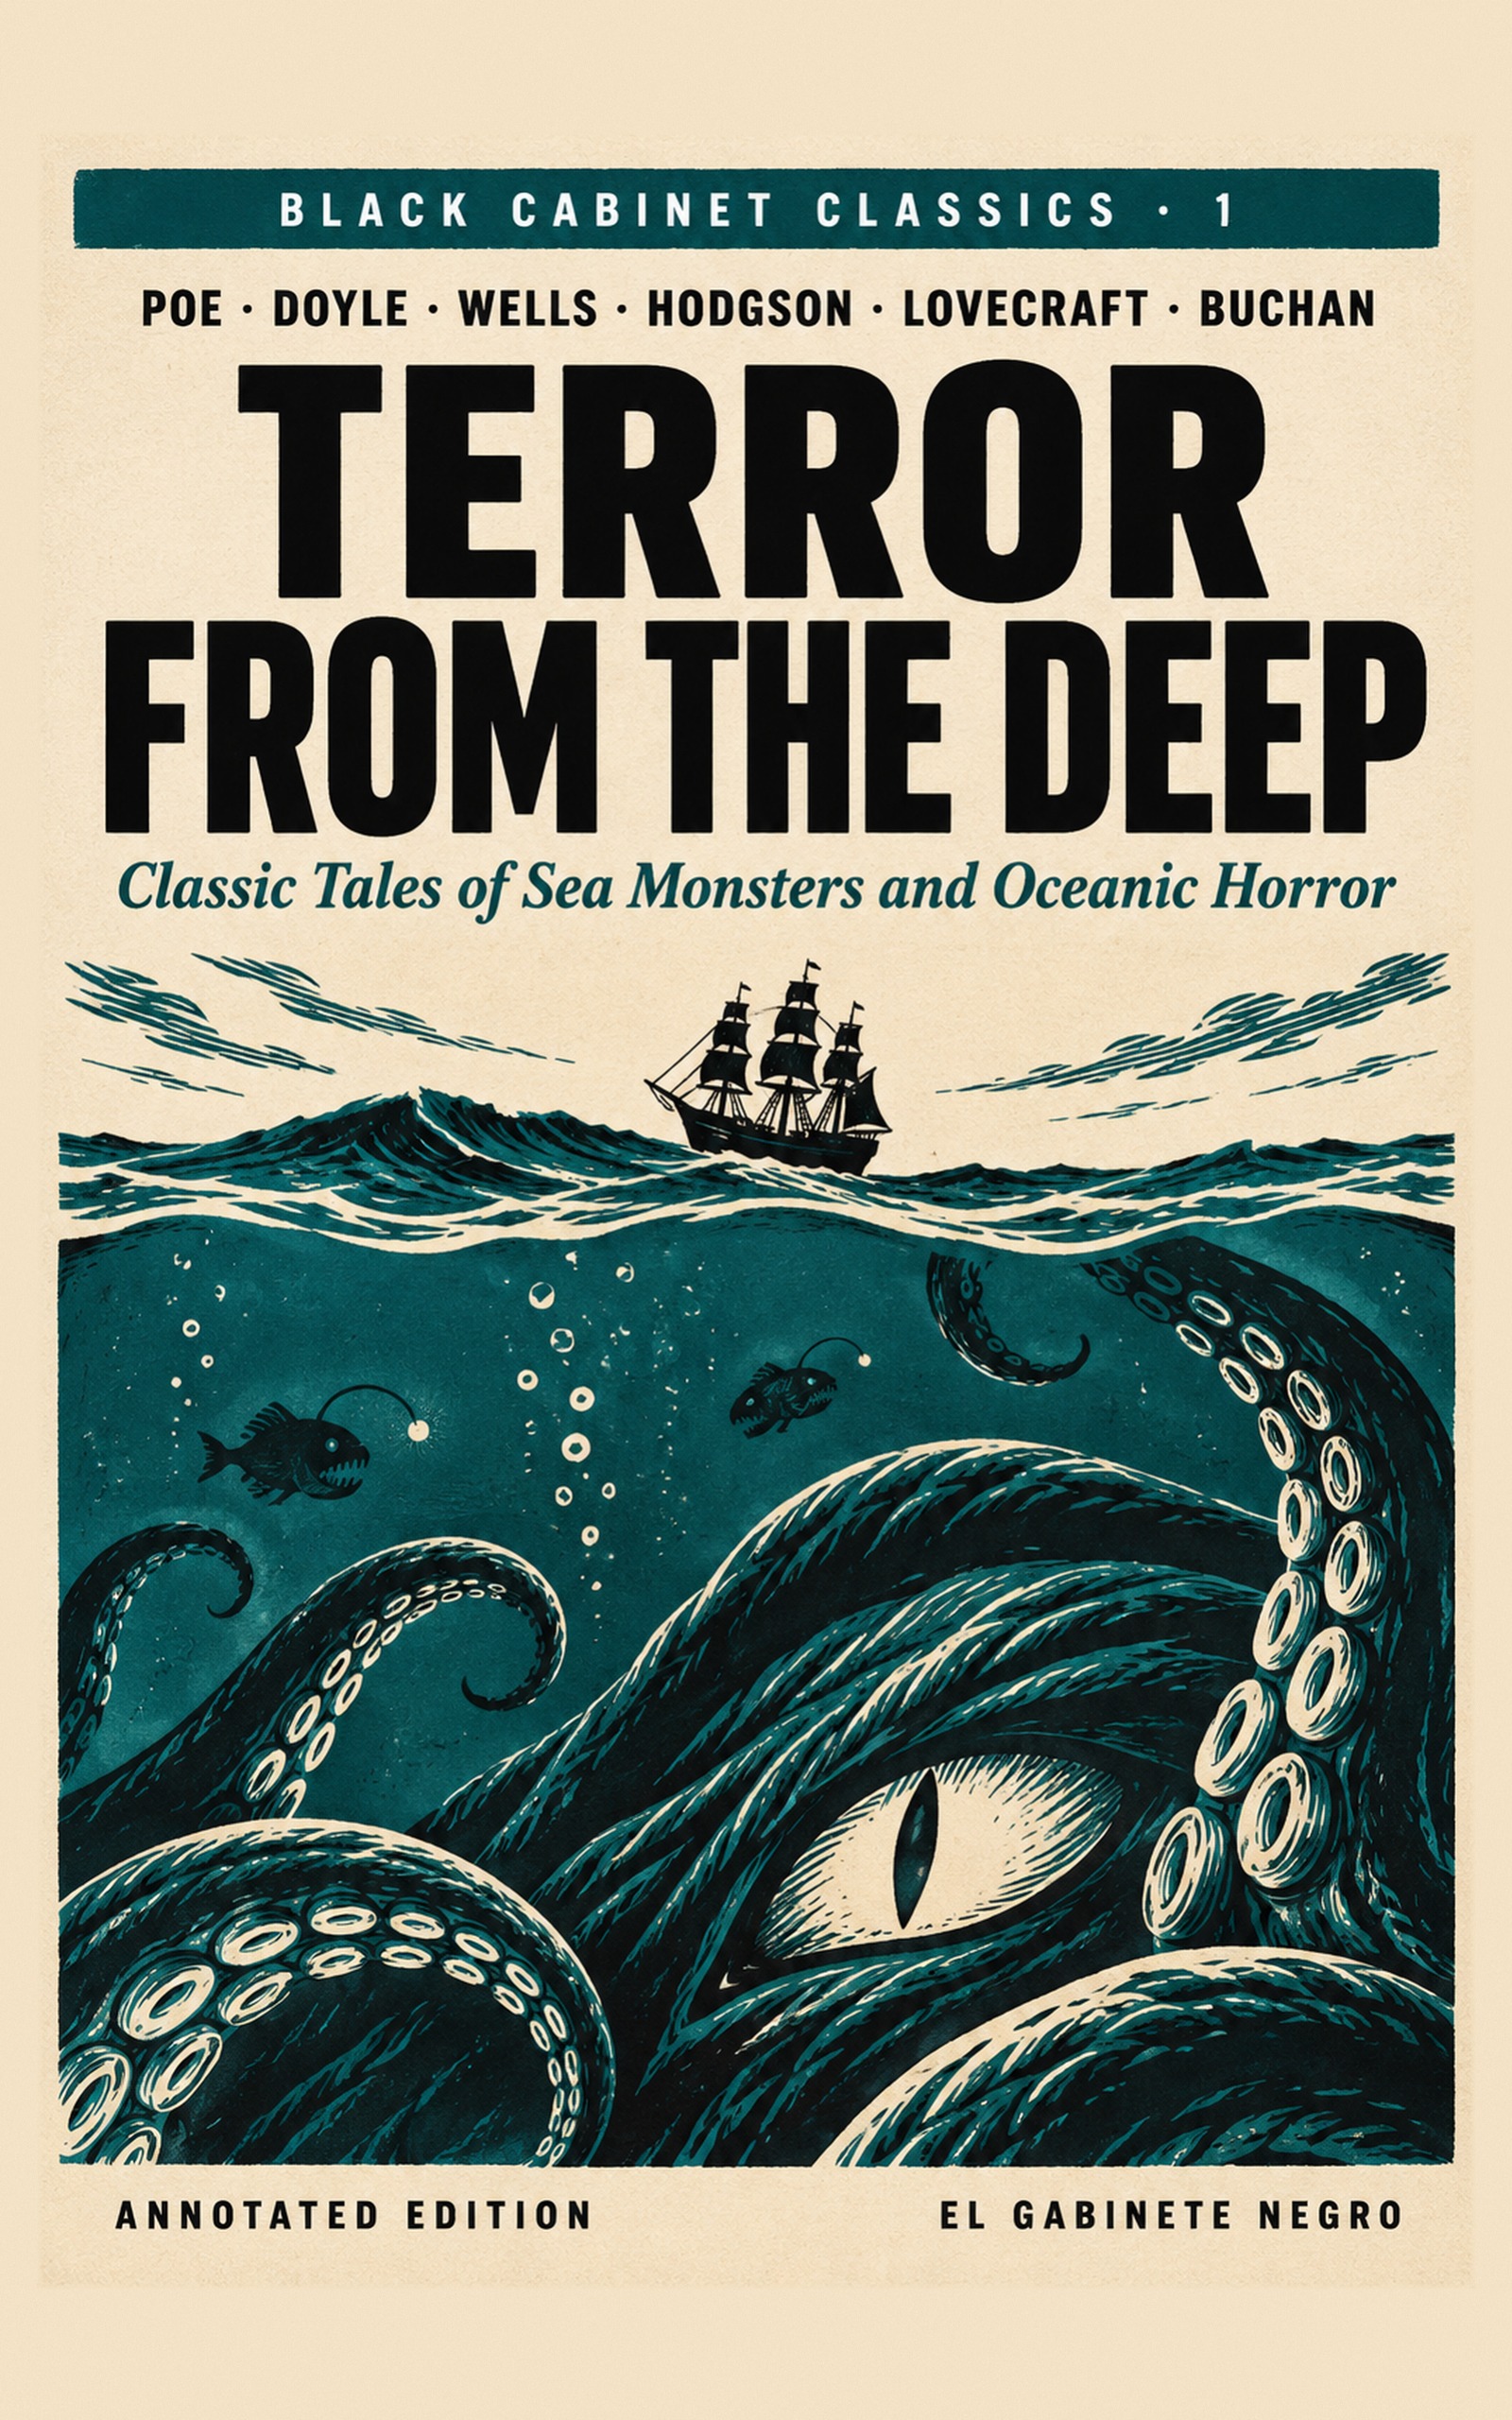 BLACK CABINET CLASSICS · 1
POE · DOYLE · WELLS · HODGSON · LOVECRAFT · BUCHAN
TERROR
FROM THE DEEP
Classic Tales of Sea Monsters and Oceanic Horror
ANNOTATED EDITION
EL GABINETE NEGRO